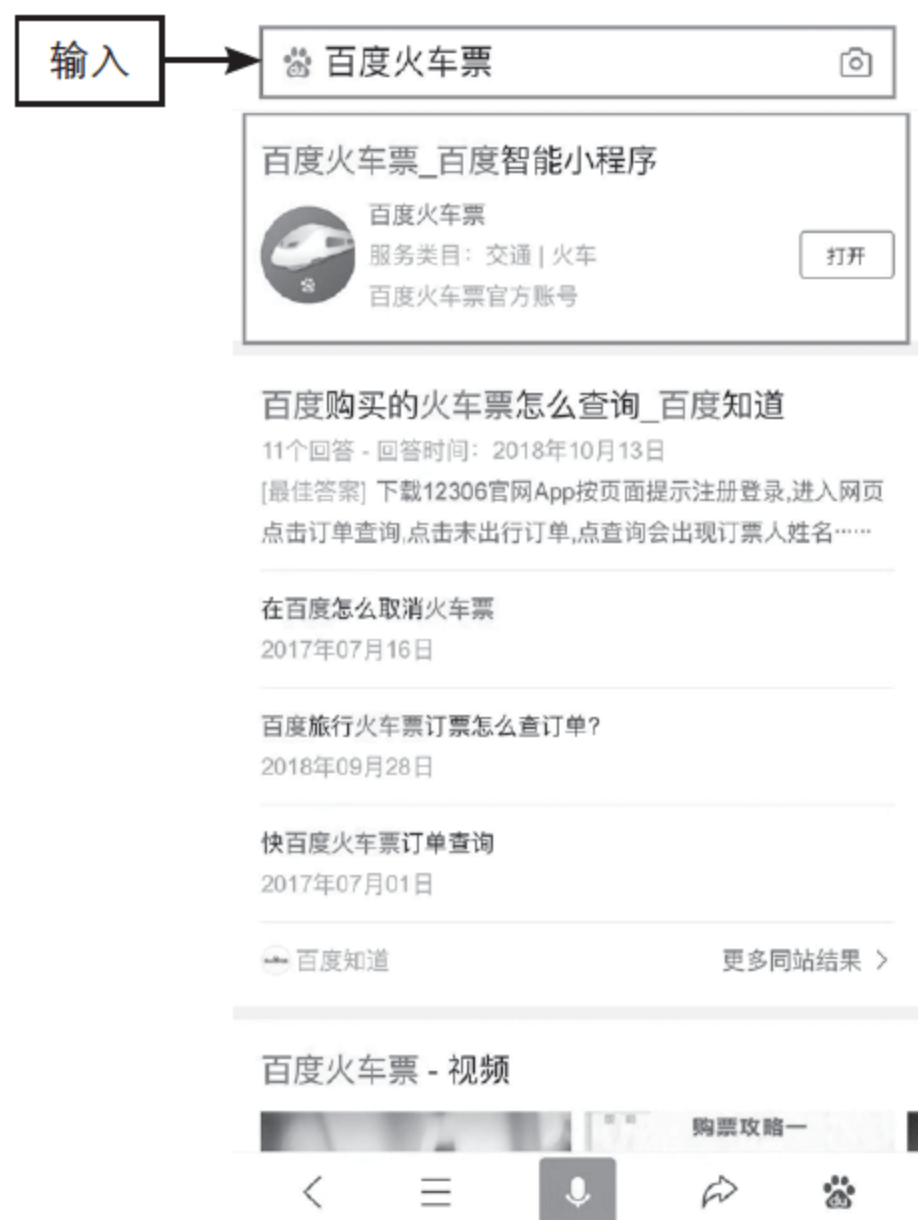 输入
百度火车票
百度火车票_百度智能小程序
百度火车票
服务类目：交通 | 火车
打开
百度火车票官方账号
百度购买的火车票怎么查询_百度知道
11个回答 - 回答时间：2018年10月13日
[最佳答案] 下载12306官网App按页面提示注册登录,进入网页
点击订单查询,点击末出行订单,点查询会出现订票人姓名……
在百度怎么取消火车票
2017年07月16日
百度旅行火车票订票怎么查订单?
2018年09月28日
快百度火车票订单查询
2017年07月01日
百度知道
更多同站结果 >
百度火车票 - 视频
购票攻略一
du